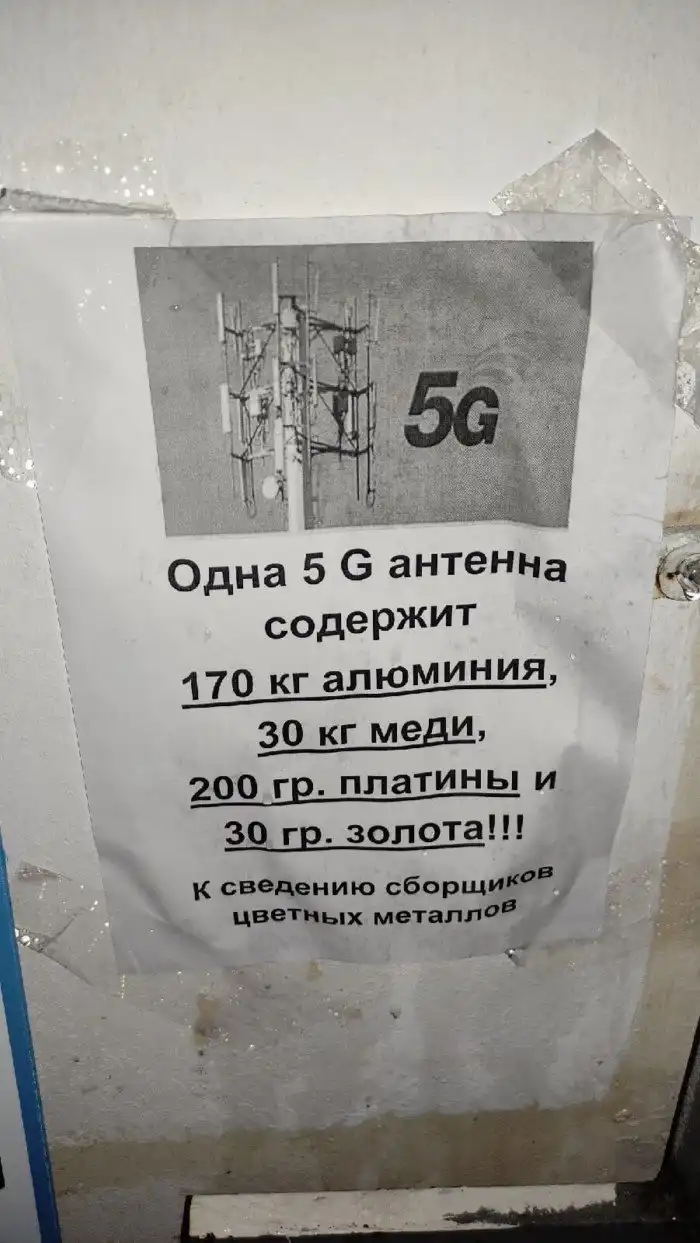 5G
Одна 5 G антенна
содержит
170 кг алюминия,
30 кг меди,
200 гр. платины и
30 гр. золота!!!
К сведению сборщиков
цветных металлов